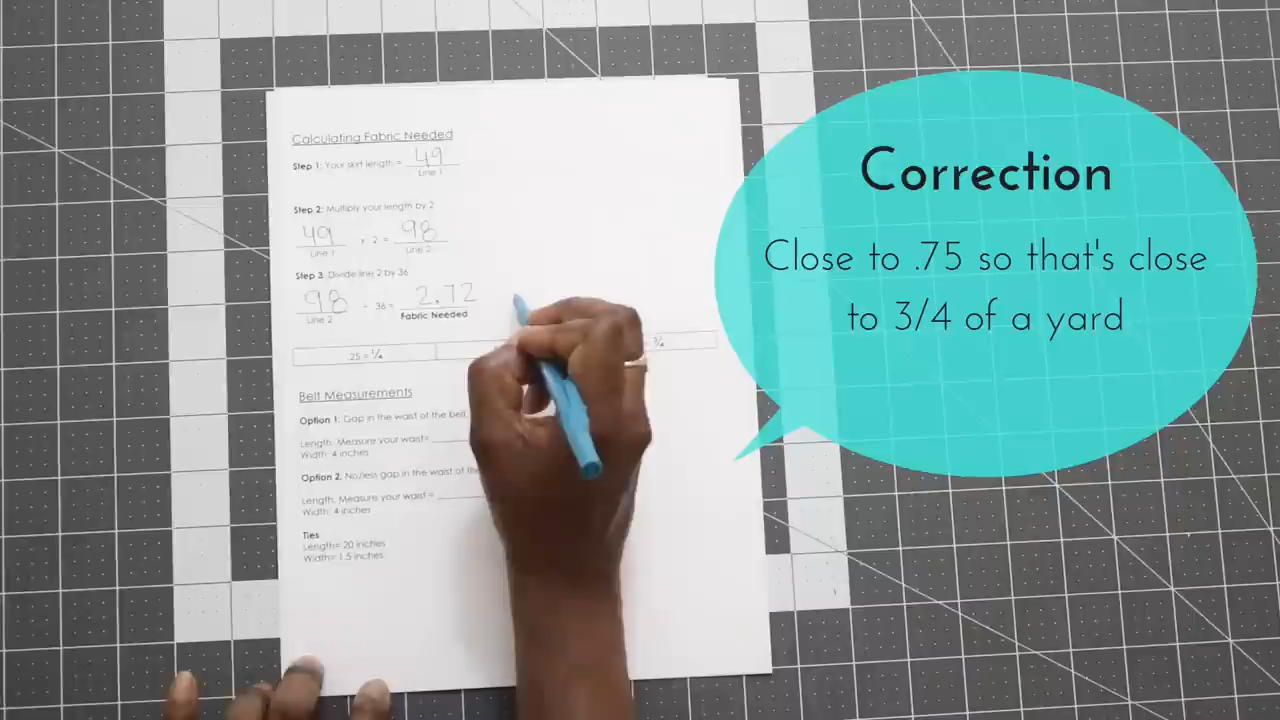 Calculating Fabric Needed
Step 1: Your skirt length = 49
Line 1
Step 2: Multiply your length by 2
49 x 2 = 98
Line 1 Line 2
Step 3: Divide line 2 by 36
98 ÷ 36 = 2.72
Line 2 Fabric Needed
25 = ¼ ¾
Belt Measurements
Option 1: Gap in the waist of the belt
Length: Measure your waist=
Width: 4 inches
Option 2: No/less gap in the waist of the
Length: Measure your waist =
Width: 4 inches
Ties
Length= 20 inches
Width= 1.5 inches
Correction
Close to .75 so that's close
to 3/4 of a yard